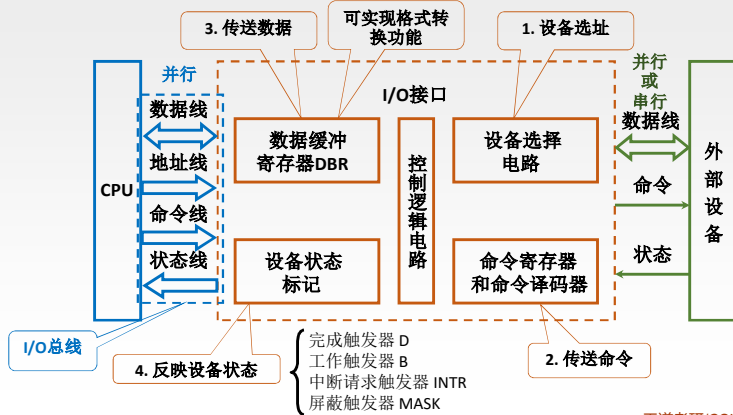 3. 传送数据
可实现格式转
换功能
1. 设备选址
并行
I/O接口
并行
或
串行
数据线
数据线
数据缓冲
寄存器DBR
控制逻辑电路
设备选择
电路
地址线
CPU
命令线
状态线
命令
状态
外部设备
设备状态
标记
命令寄存器
和命令译码器
I/O总线
4. 反映设备状态
完成触发器 D
工作触发器 B
中断请求触发器 INTR
屏蔽触发器 MASK
2. 传送命令